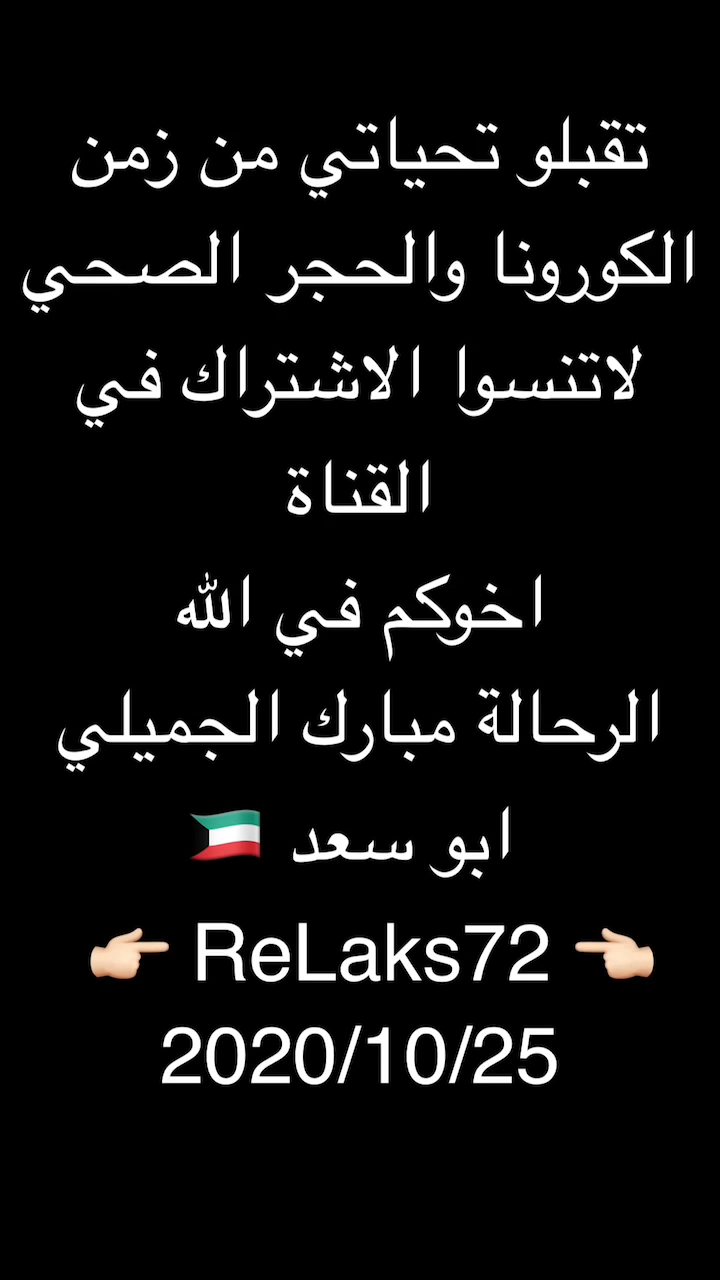 تقبلو تحياتي من زمن
الكورونا والحجر الصحي
لاتنسوا الاشتراك في
القناة
اخوكم في الله
الرحالة مبارك الجميلي
ابو سعد 🇰🇼
👉🏻 ReLaks72 👈🏻
2020/10/25